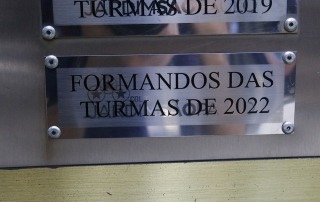 TURMAS DE 2019
FORMANDOS DAS
TURMAS DE 2022